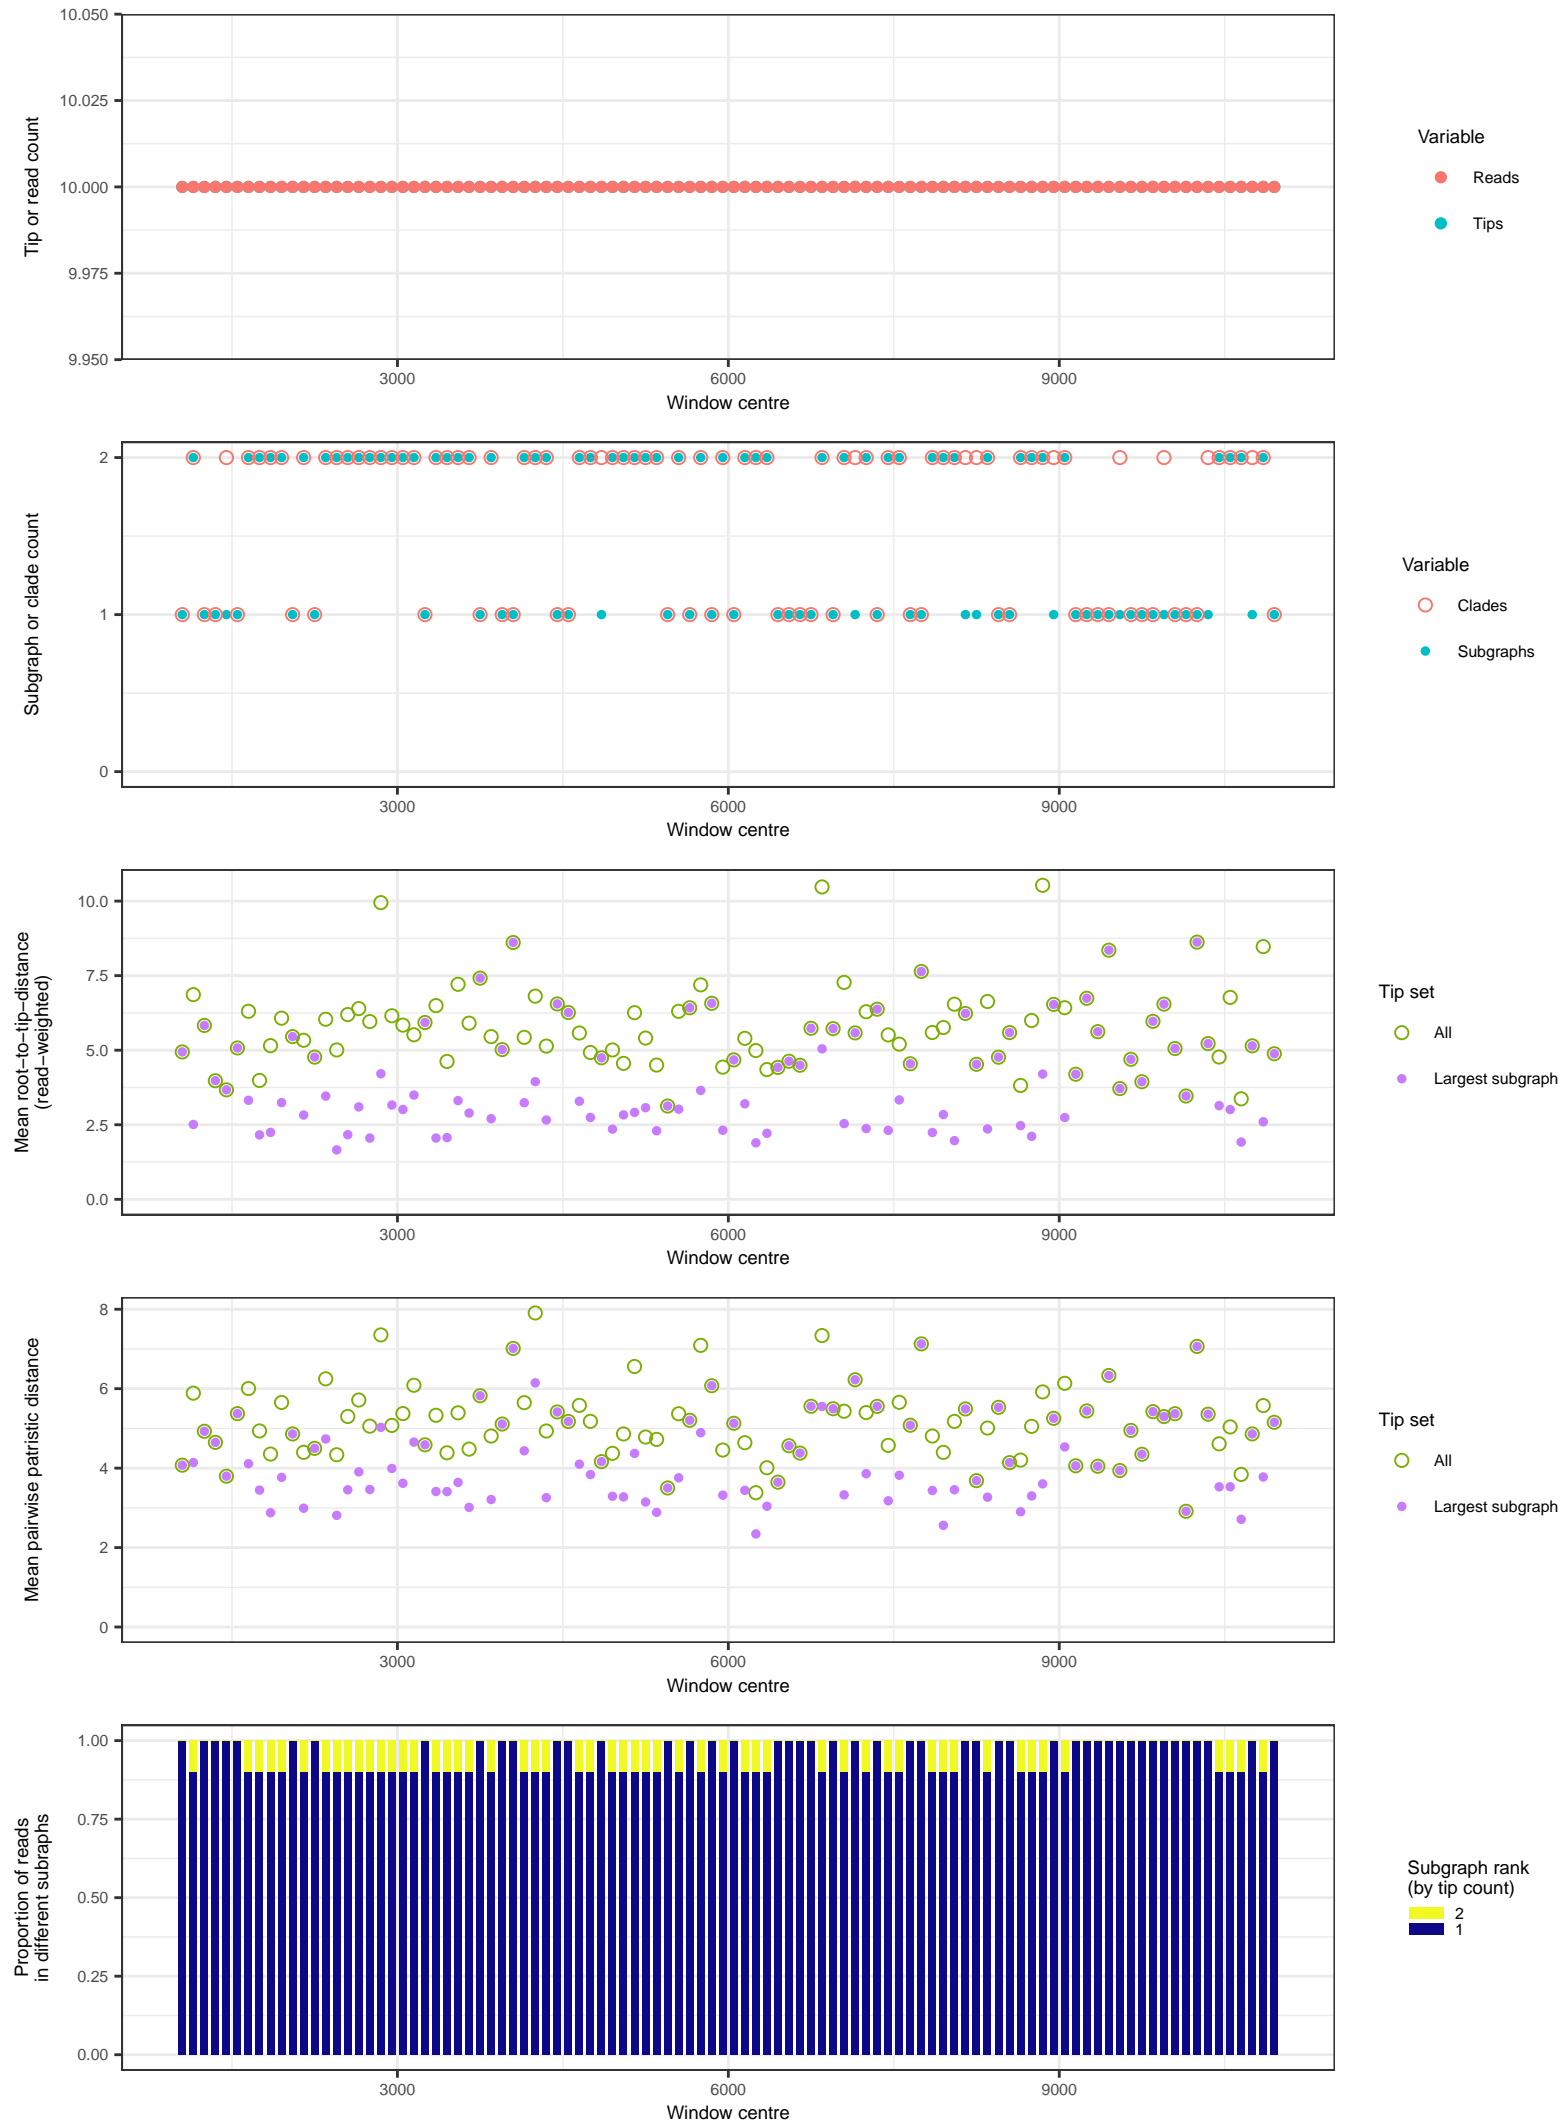 10.050
10.025
10.000
9.975
9.950
Tip or read count
3000
6000
9000
Window centre
Variable
Reads
Tips
2
1
0
Subgraph or clade count
3000
6000
9000
Window centre
Variable
Clades
Subgraphs
10.0
7.5
5.0
2.5
0.0
Mean root−to−tip−distance
(read−weighted)
3000
6000
9000
Window centre
Tip set
All
Largest subgraph
8
6
4
2
0
Mean pairwise patristic distance
3000
6000
9000
Window centre
Tip set
All
Largest subgraph
1.00
0.75
0.50
0.25
0.00
Proportion of reads
in different subraphs
3000
6000
9000
Window centre
Subgraph rank
(by tip count)
2
1